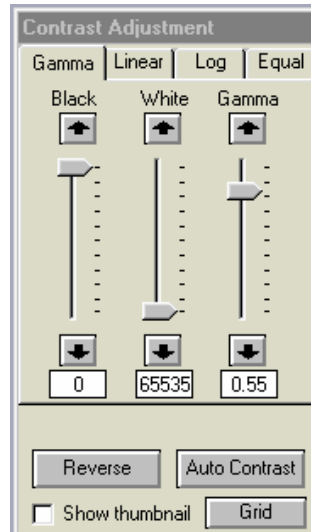 Contrast Adjustment
Gamma Linear Log Equal
Black White Gamma
0 65535 0.55
Reverse Auto Contrast
Show thumbnail Grid